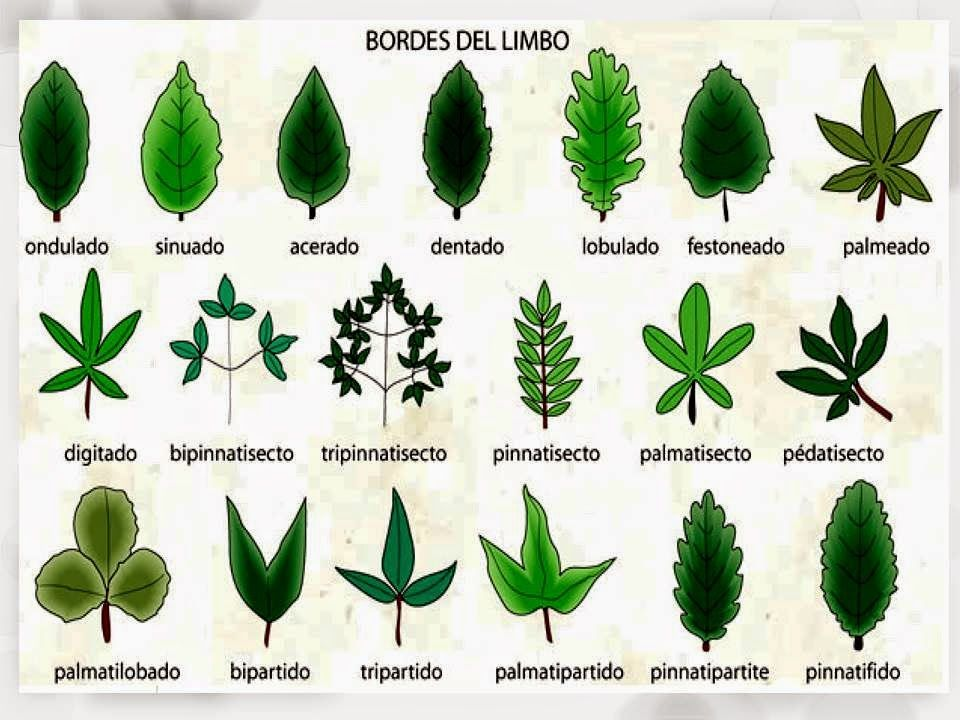 BORDES DEL LIMBO
ondulado sinuado acerado dentado lobulado festoneado palmeado
digitado bipinnatisecto tripinnatisecto pinnatisecto palmatisecto pédatisecto
palmatilobado bipartido tripartido palmatipartido pinnatipartite pinnatifido